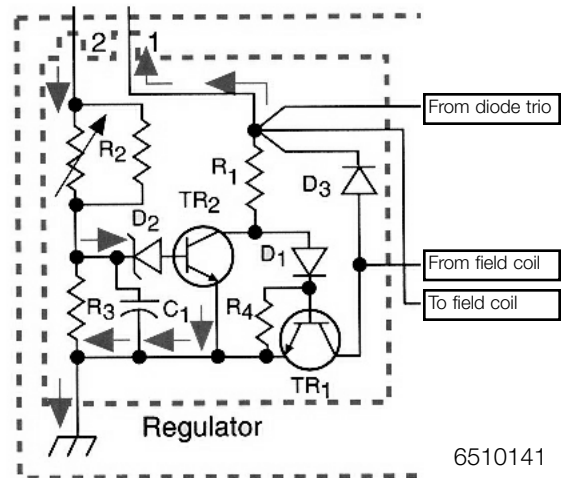 2
1
From diode trio
R2
R1
D3
TR2
D2
D1
From field coil
To field coil
R3
C1
R4
TR1
Regulator
6510141